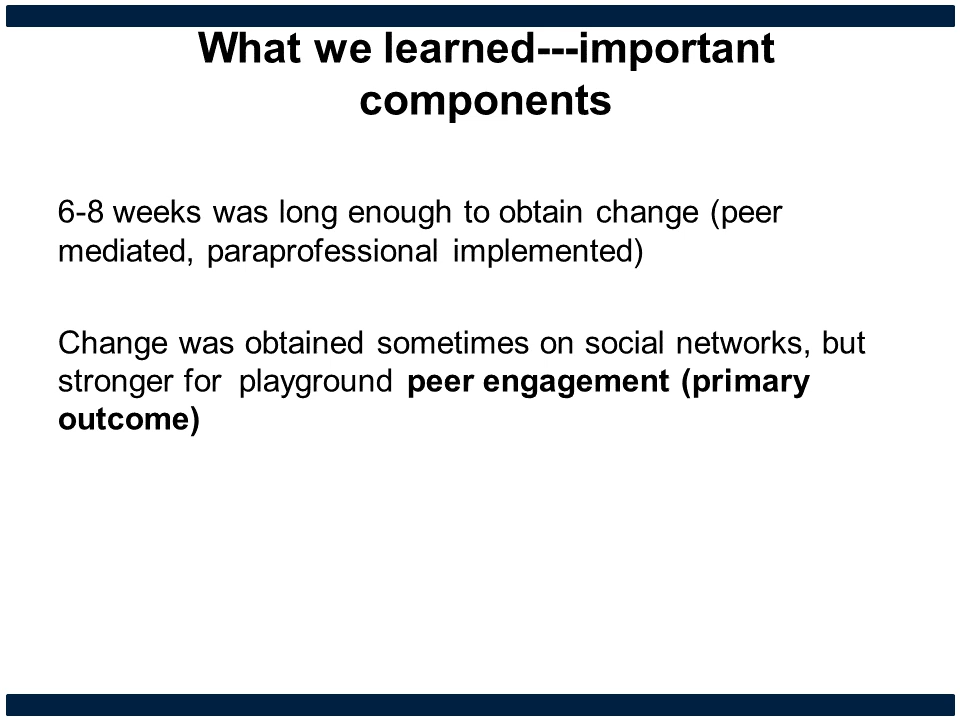 What we learned---important
components
6-8 weeks was long enough to obtain change (peer
mediated, paraprofessional implemented)
Change was obtained sometimes on social networks, but
stronger for  playground peer engagement (primary
outcome)